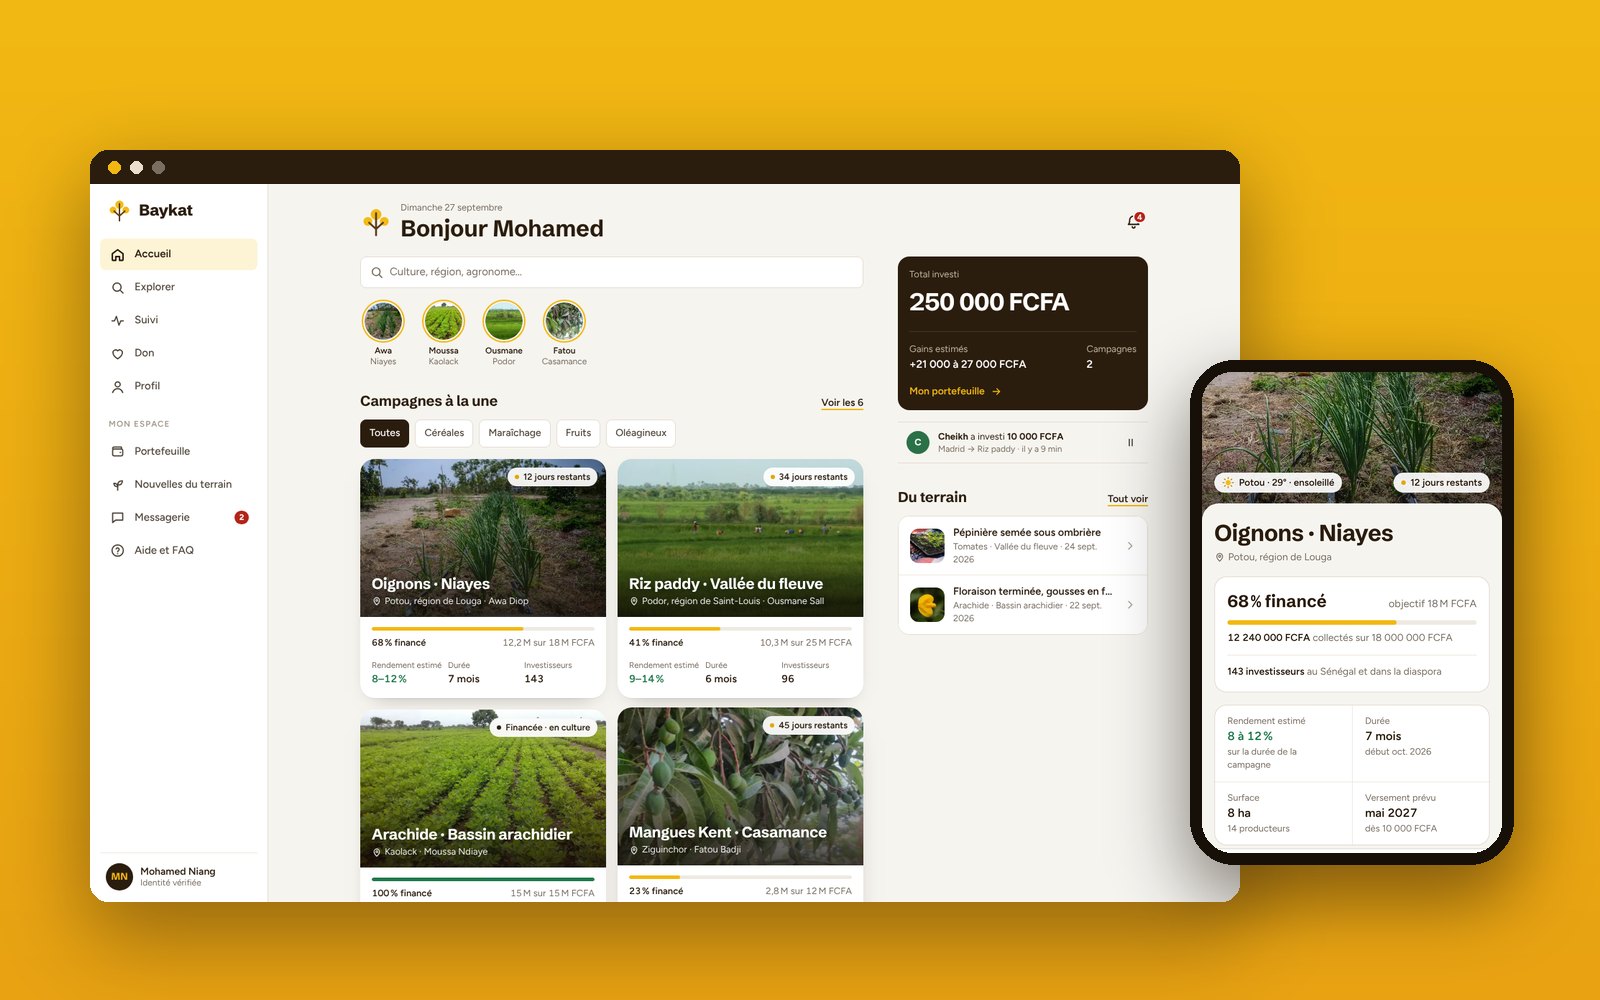 Baykat
Accueil
Explorer
Suivi
Don
Profil
MON ESPACE
Portefeuille
Nouvelles du terrain
Messagerie 2
Aide et FAQ
MN
Mohamed Niang
Identité vérifiée
Dimanche 27 septembre
Bonjour Mohamed
4
Culture, région, agronome...
Awa
Niayes
Moussa
Kaolack
Ousmane
Podor
Fatou
Casamance
Campagnes à la une
Voir les 6
Toutes
Céréales
Maraîchage
Fruits
Oléagineux
12 jours restants
Oignons · Niayes
Potou, région de Louga · Awa Diop
68 % financé
12,2 M sur 18 M FCFA
Rendement estimé
8–12 %
Durée
7 mois
Investisseurs
143
34 jours restants
Riz paddy · Vallée du fleuve
Podor, région de Saint-Louis · Ousmane Sall
41 % financé
10,3 M sur 25 M FCFA
Rendement estimé
9–14 %
Durée
6 mois
Investisseurs
96
Financée · en culture
Arachide · Bassin arachidier
Kaolack · Moussa Ndiaye
100 % financé
15 M sur 15 M FCFA
45 jours restants
Mangues Kent · Casamance
Ziguinchor · Fatou Badji
23 % financé
2,8 M sur 12 M FCFA
Total investi
250 000 FCFA
Gains estimés
+21 000 à 27 000 FCFA
Campagnes
2
Mon portefeuille →
C
Cheikh a investi 10 000 FCFA
Madrid → Riz paddy · il y a 9 min
Du terrain
Tout voir
Pépinière semée sous ombrière
Tomates · Vallée du fleuve · 24 sept.
2026
Floraison terminée, gousses en f...
Arachide · Bassin arachidier · 22 sept.
2026
Potou · 29° · ensoleillé
12 jours restants
Oignons · Niayes
Potou, région de Louga
68 % financé
objectif 18 M FCFA
12 240 000 FCFA collectés sur 18 000 000 FCFA
143 investisseurs au Sénégal et dans la diaspora
Rendement estimé
8 à 12 %
sur la durée de la
campagne
Durée
7 mois
début oct. 2026
Surface
8 ha
14 producteurs
Versement prévu
mai 2027
dès 10 000 FCFA